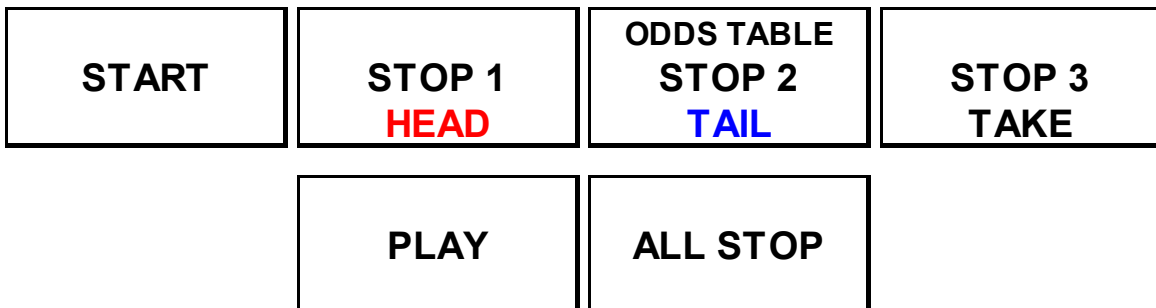 START
STOP 1
HEAD
ODDS TABLE
STOP 2
TAIL
STOP 3
TAKE
PLAY
ALL STOP